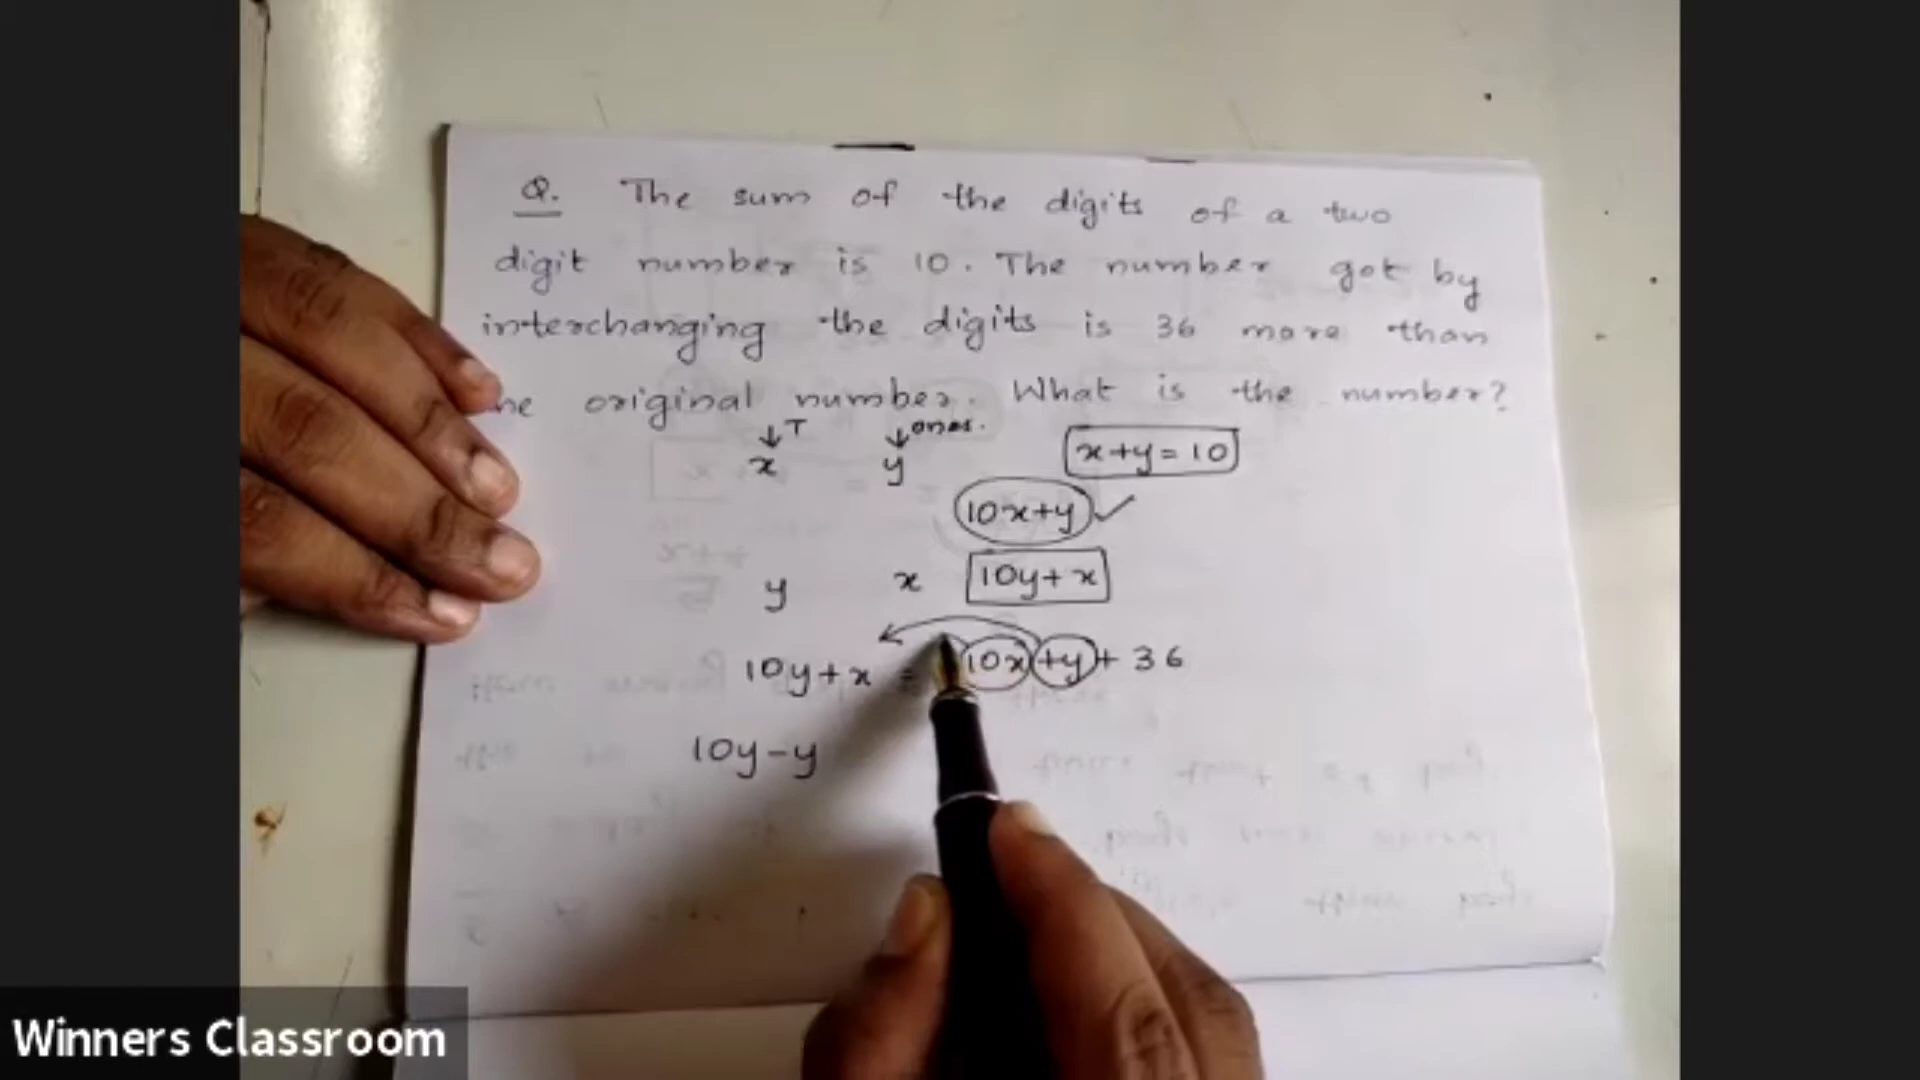 Q. The sum of the digits of a two
digit number is 10. The number got by
interchanging the digits is 36 more than
original number. What is the number?
↓T ↓ones.
x y x+y=10
10x+y ✓
y x 10y+x
10y+x = 10x+y+36
10y-y
Winners Classroom